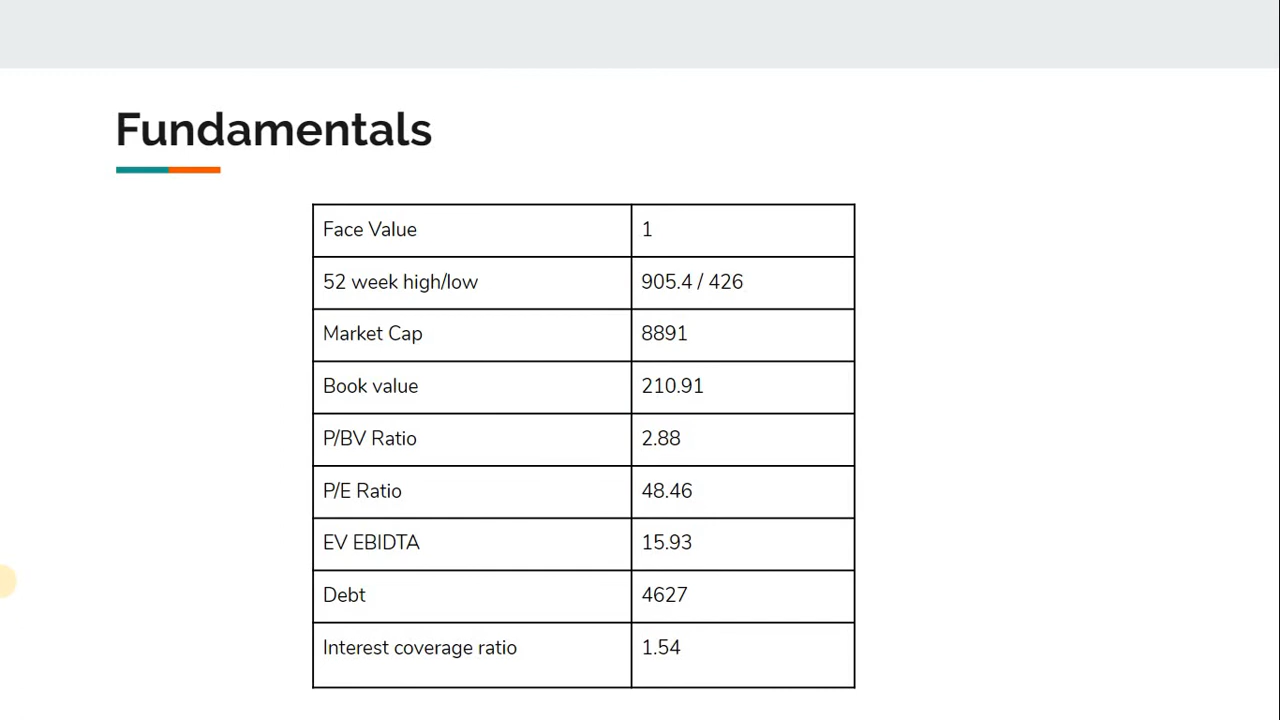 Fundamentals
Face Value 1
52 week high/low 905.4 / 426
Market Cap 8891
Book value 210.91
P/BV Ratio 2.88
P/E Ratio 48.46
EV EBIDTA 15.93
Debt 4627
Interest coverage ratio 1.54